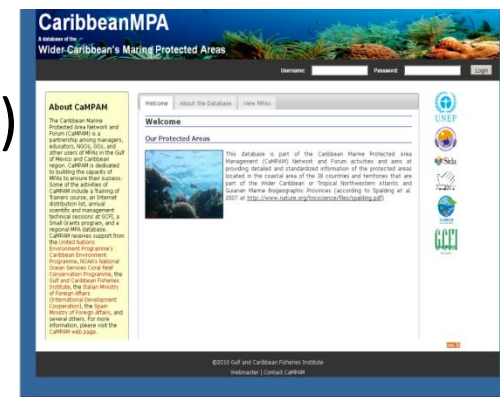 )
CaribbeanMPA
A database of the
Wider-Caribbean's Marine Protected Areas
Username: Password: Login
About CaMPAM
The Caribbean Marine
Protected Area Network and
Forum (CaMPAM) is a
partnership among managers,
educators, NGOs, GOs, and
other users of MPAs in the Gulf
of Mexico and Caribbean
region. CaMPAM is dedicated
to building the capacity of
MPAs to ensure their success.
Some of the activities of
CaMPAM include a Training of
Trainers course, an Internet
distribution list, annual
scientific and management
technical sessions at GCFI, a
Small Grants program, and a
regional MPA database.
CaMPAM receives support from
the United Nations
Environment Programme's
Caribbean Environment
Programme, NOAA's National
Ocean Services Coral Reef
Conservation Programme, the
Gulf and Caribbean Fisheries
Institute, the Italian Ministry
of Foreign Affairs
(International Development
Cooperation), the Spain
Ministry of Foreign Affairs, and
several others. For more
information, please visit the
CaMPAM web page.
Welcome About the Database View MPAs
Welcome
Our Protected Areas
This database is part of the Caribbean Marine Protected Area
Management (CaMPAM) Network and Forum activities and aims at
providing detailed and standardized information of the protected areas
located in the coastal area of the 38 countries and territories that are
part of the Wider Caribbean or Tropical Northwestern atlantic and
Guianan Marine Biogeographic Provinces (according to Spalding et al.
2007 at http://www.nature.org/tncscience/files/spalding.pdf)
UNEP
Sida
GCFI
©2010 Gulf and Caribbean Fisheries Institute
Webmaster | Contact CaMPAM